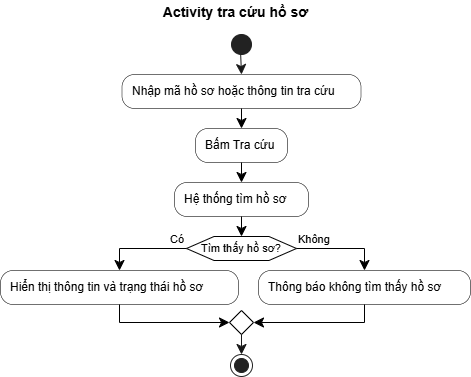 Activity tra cứu hồ sơ
Nhập mã hồ sơ hoặc thông tin tra cứu
Bấm Tra cứu
Hệ thống tìm hồ sơ
Tìm thấy hồ sơ?
Có
Không
Hiển thị thông tin và trạng thái hồ sơ
Thông báo không tìm thấy hồ sơ